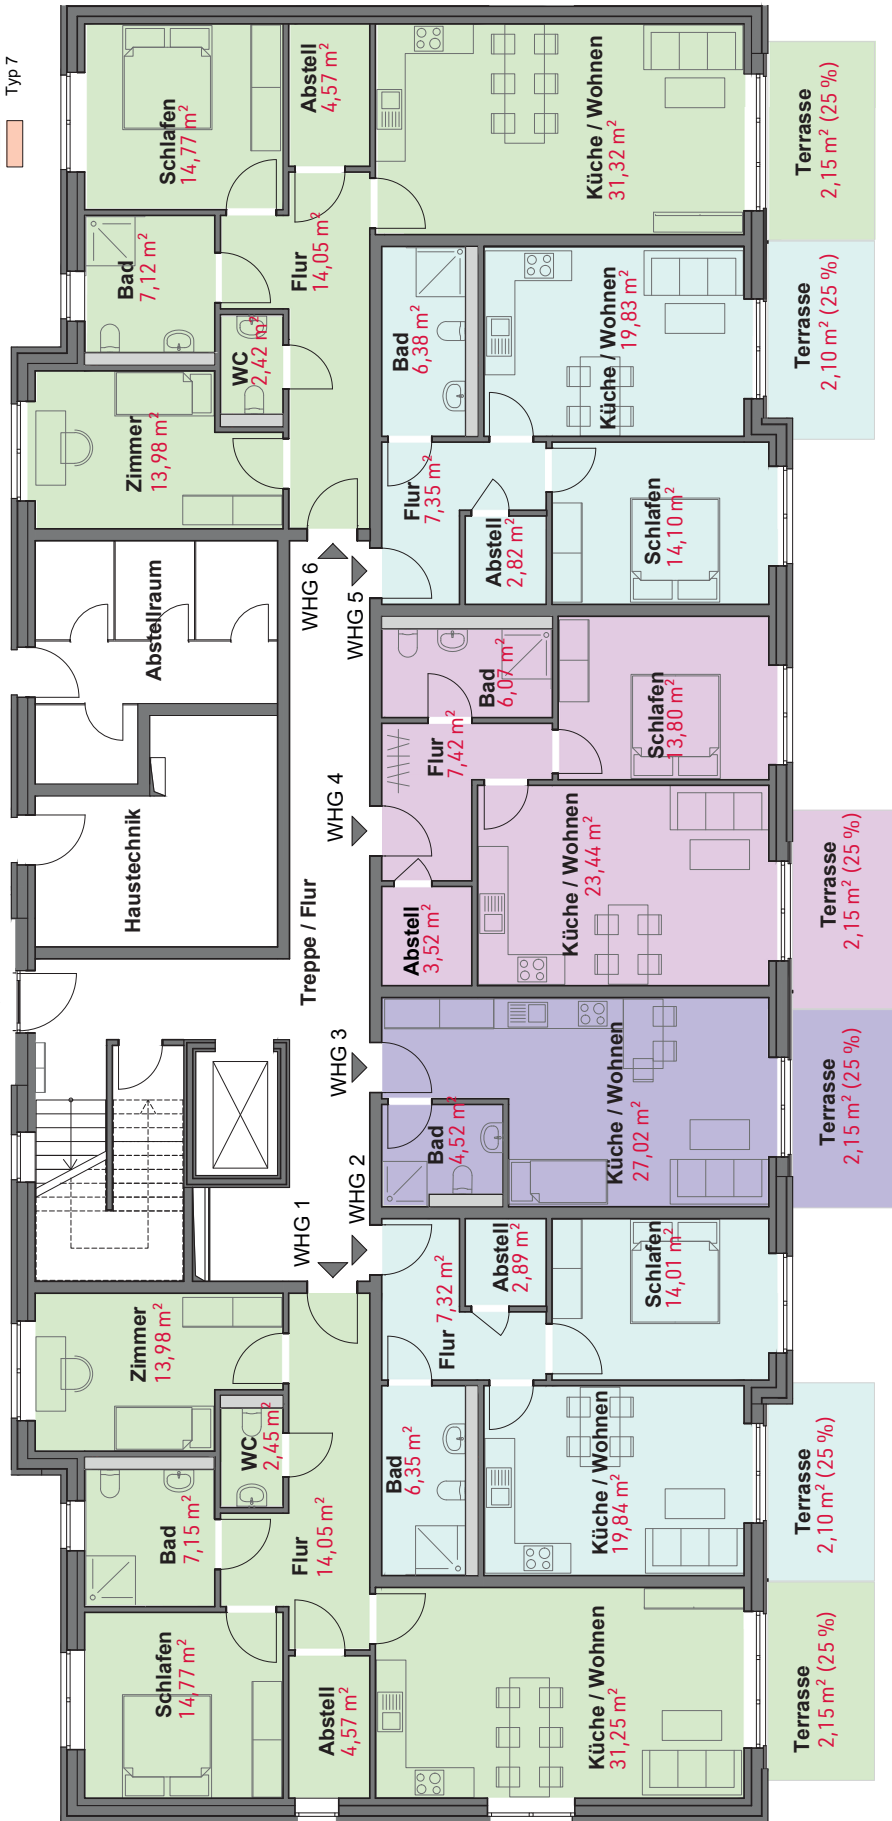 Typ 7
Schlafen
14,77 m²
Abstell
4,57 m²
Küche / Wohnen
31,32 m²
Terrasse
2,15 m² (25 %)
Bad
7,12 m²
Flur
14,05 m²
WC
2,42 m²
Zimmer
13,98 m²
Bad
6,38 m²
Küche / Wohnen
19,83 m²
Terrasse
2,10 m² (25 %)
Flur
7,35 m²
Abstell
2,82 m²
Schlafen
14,10 m²
WHG 6
WHG 5
Abstellraum
Bad
6,07 m²
Schlafen
13,80 m²
Flur
7,42 m²
WHG 4
Haustechnik
Küche / Wohnen
23,44 m²
Terrasse
2,15 m² (25 %)
Abstell
3,52 m²
Treppe / Flur
WHG 3
Küche / Wohnen
27,02 m²
Terrasse
2,15 m² (25 %)
Bad
4,52 m²
WHG 2
WHG 1
Abstell
2,89 m²
Schlafen
14,01 m²
Flur 7,32 m²
Zimmer
13,98 m²
WC
2,45 m²
Bad
6,35 m²
Küche / Wohnen
19,84 m²
Terrasse
2,10 m² (25 %)
Bad
7,15 m²
Flur
14,05 m²
Schlafen
14,77 m²
Abstell
4,57 m²
Küche / Wohnen
31,25 m²
Terrasse
2,15 m² (25 %)